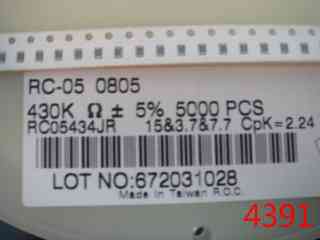 RC-05 0805
430K Ω ± 5% 5000 PCS
RC05434JR 15&3.7&7.7 CpK=2.24
LOT NO:672031028
Made in Taiwan R.O.C.
4391